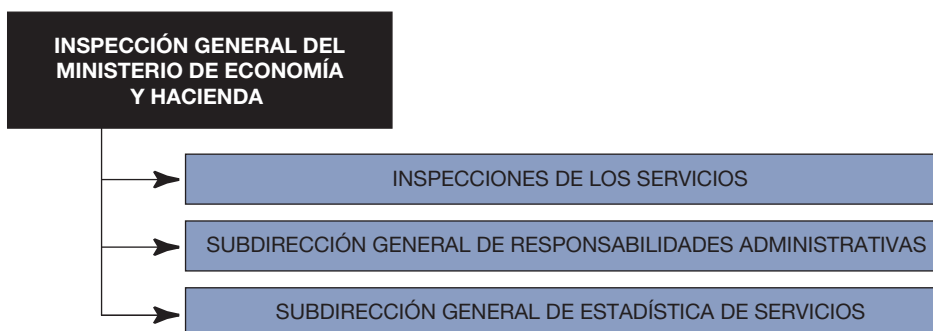 INSPECCIÓN GENERAL DEL
MINISTERIO DE ECONOMÍA
Y HACIENDA
INSPECCIONES DE LOS SERVICIOS
SUBDIRECCIÓN GENERAL DE RESPONSABILIDADES ADMINISTRATIVAS
SUBDIRECCIÓN GENERAL DE ESTADÍSTICA DE SERVICIOS